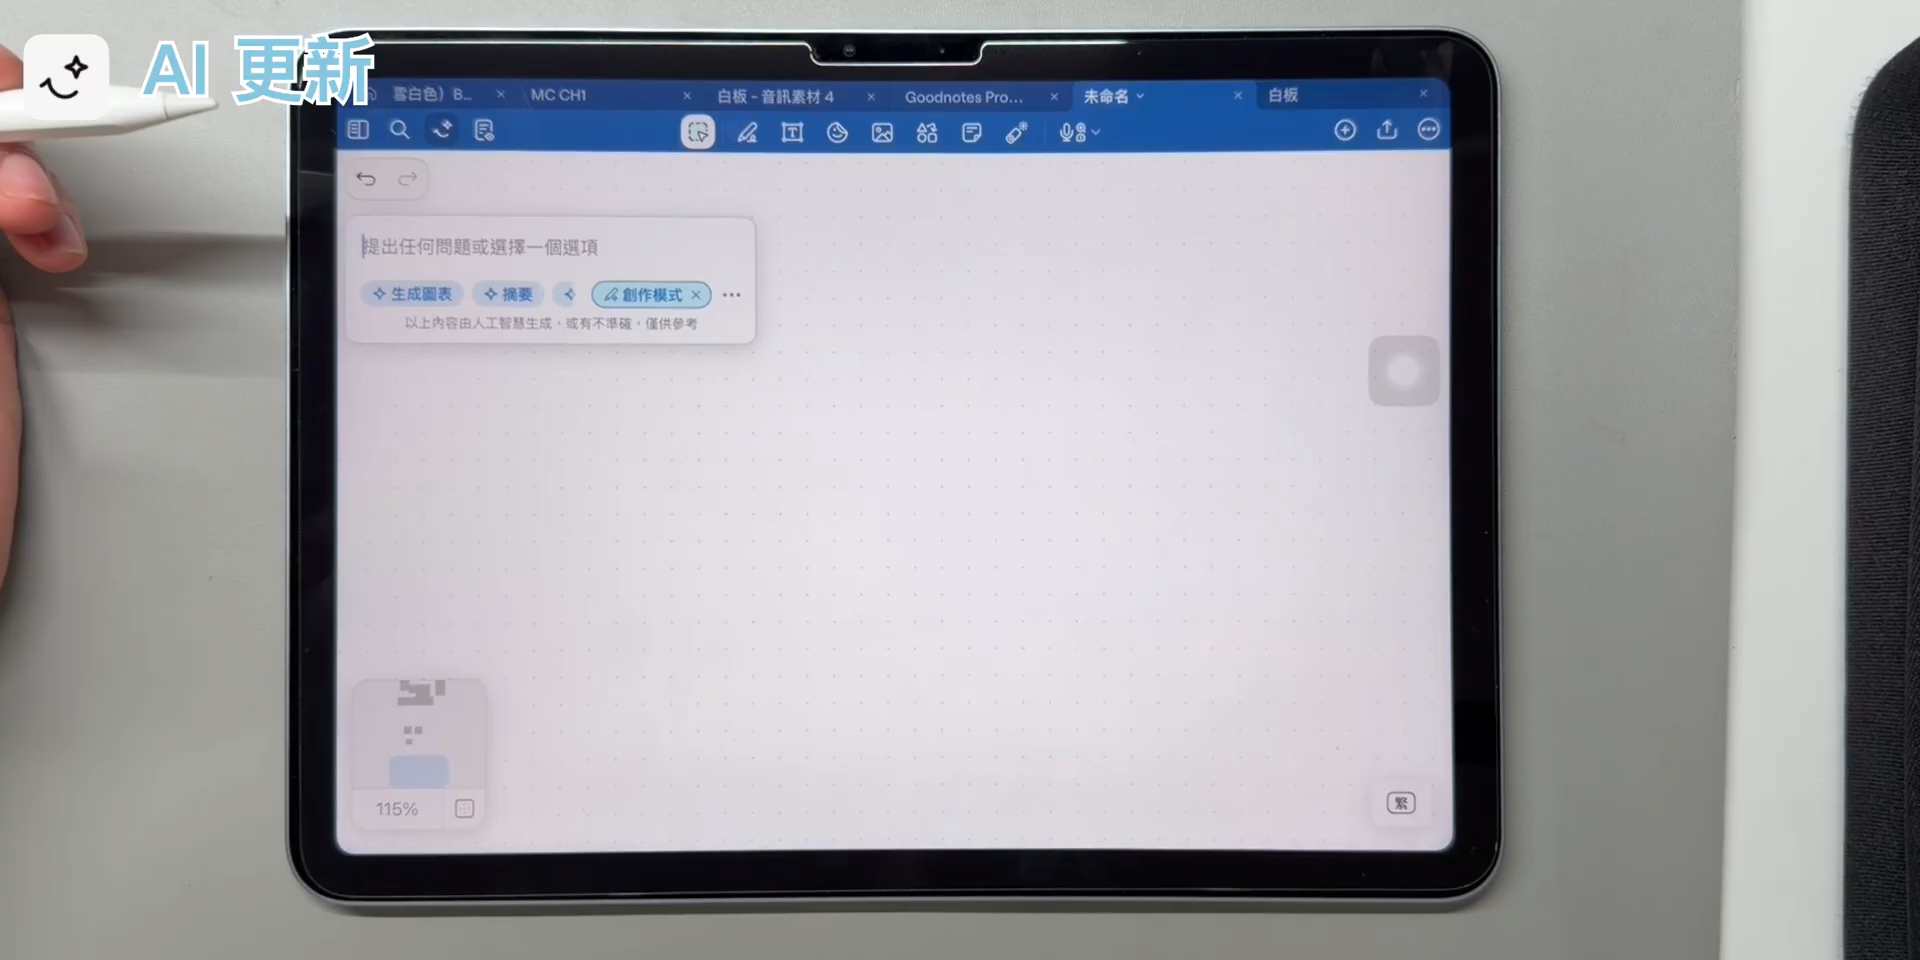 AI 更新
雪白色）B...
MC CH1
白板 - 音訊素材 4
Goodnotes Pro...
未命名
白板
提出任何問題或選擇一個選項
生成圖表
摘要
創作模式
以上內容由人工智慧生成，或有不準確，僅供參考
115%
繁